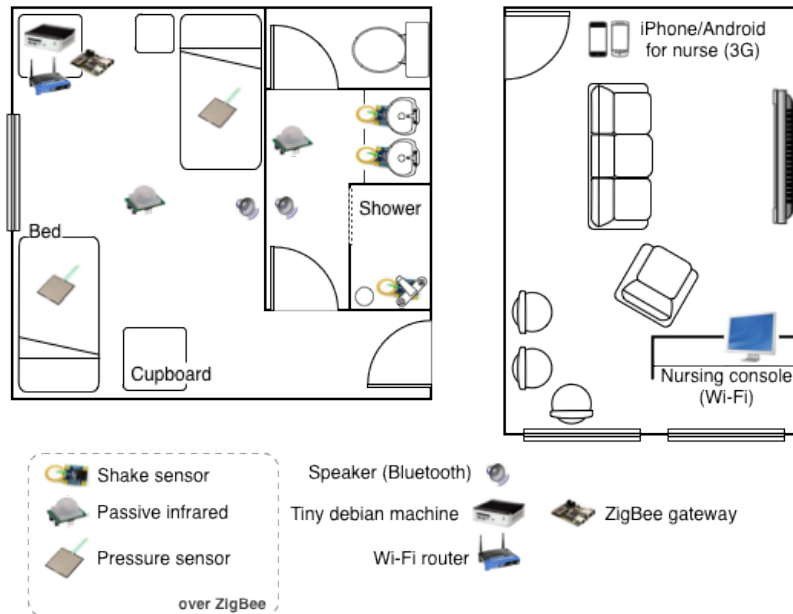 iPhone/Android
for nurse (3G)
Shower
Bed
Cupboard
Nursing console
(Wi-Fi)
Shake sensor
Passive infrared
Pressure sensor
over ZigBee
Speaker (Bluetooth)
Tiny debian machine
ZigBee gateway
Wi-Fi router